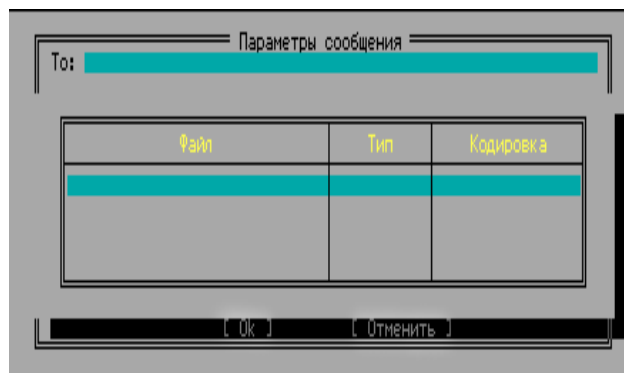 Параметры сообщения
To:
Файл Тип Кодировка
[ Ok ] [ Отменить ]